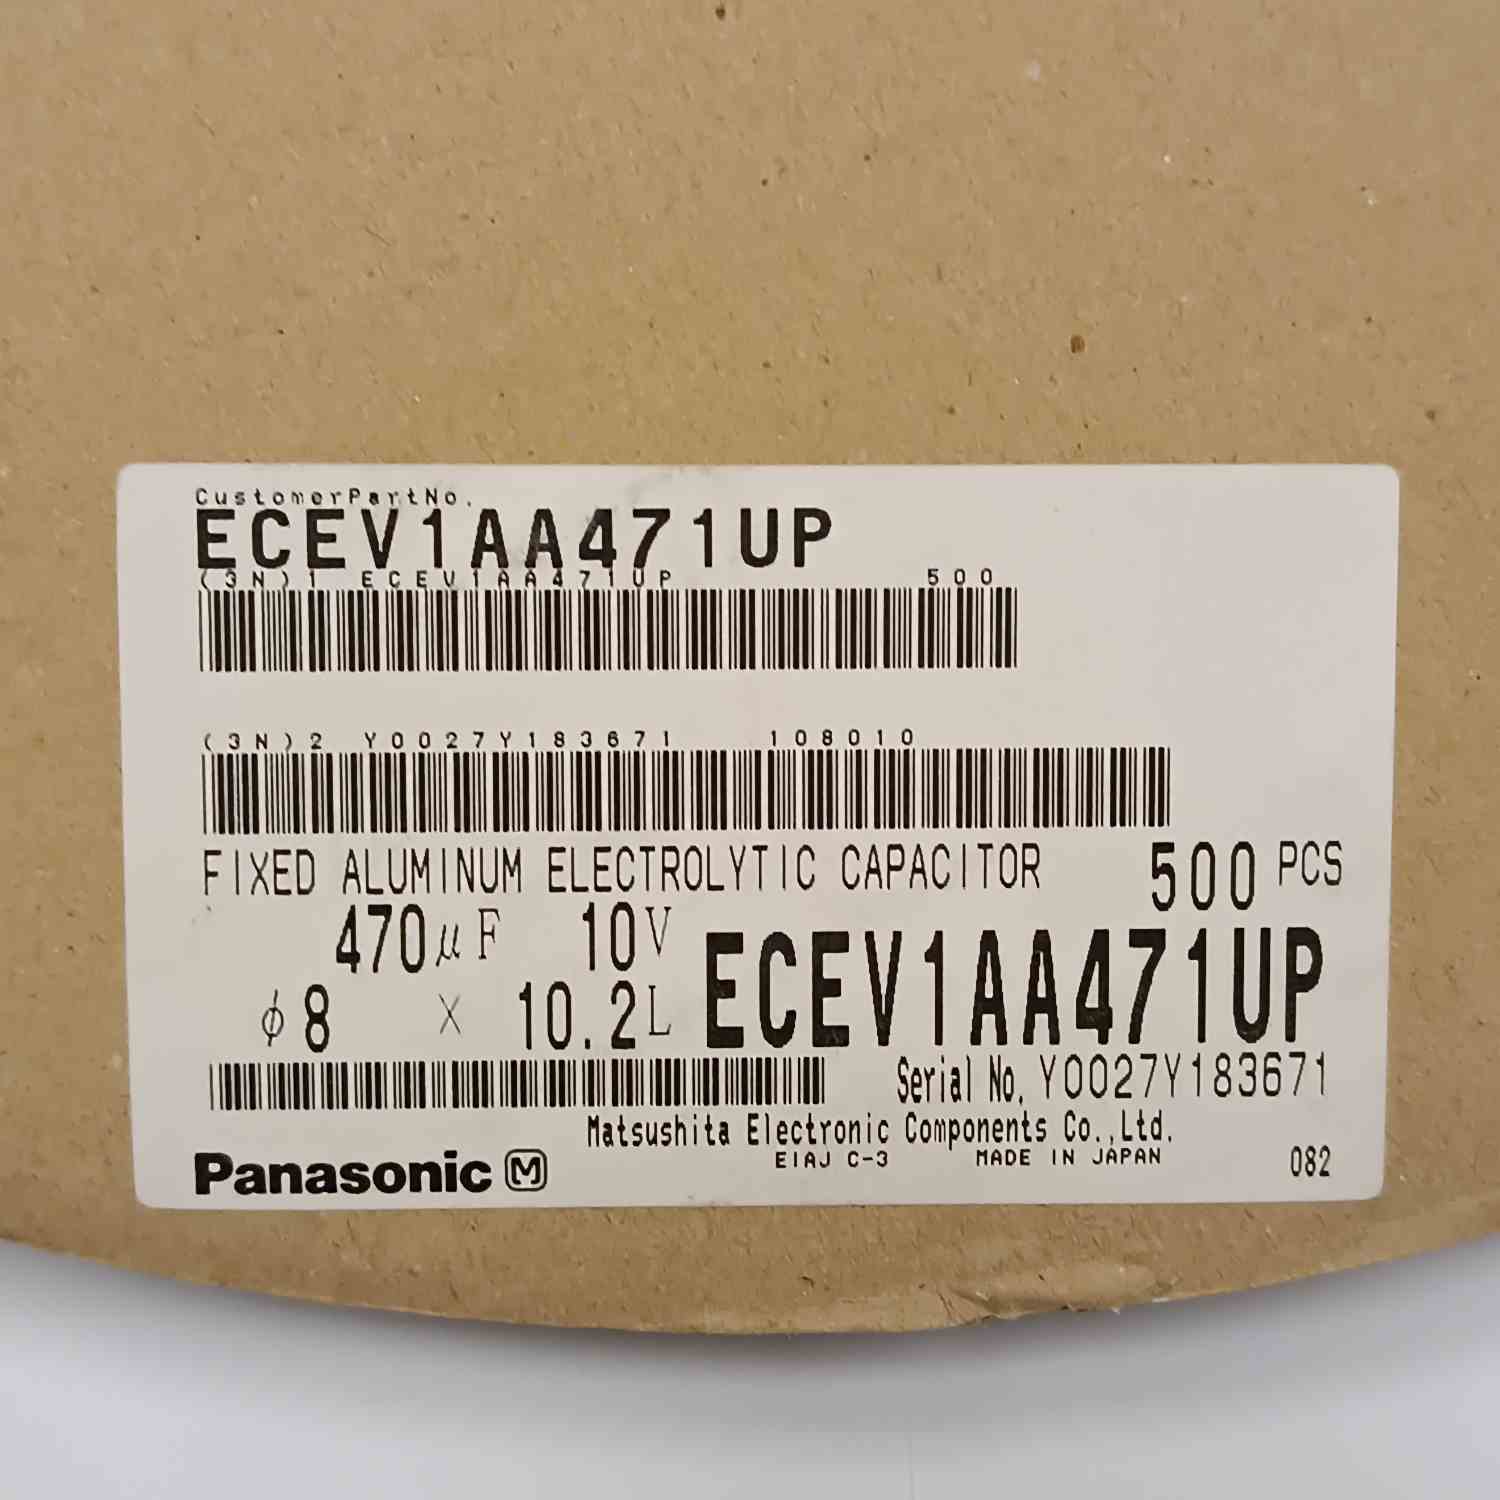 CustomerPartNo.
ECEV1AA471UP
(3N)1 ECEV1AA471UP 500
(3N)2 Y0027Y183671 108010
FIXED ALUMINUM ELECTROLYTIC CAPACITOR 500 PCS
470μF 10V ECEV1AA471UP
φ8 × 10.2L
Serial No. Y0027Y183671
Matsushita Electronic Components Co.,Ltd.
Panasonic M EIAJ C-3 MADE IN JAPAN 082